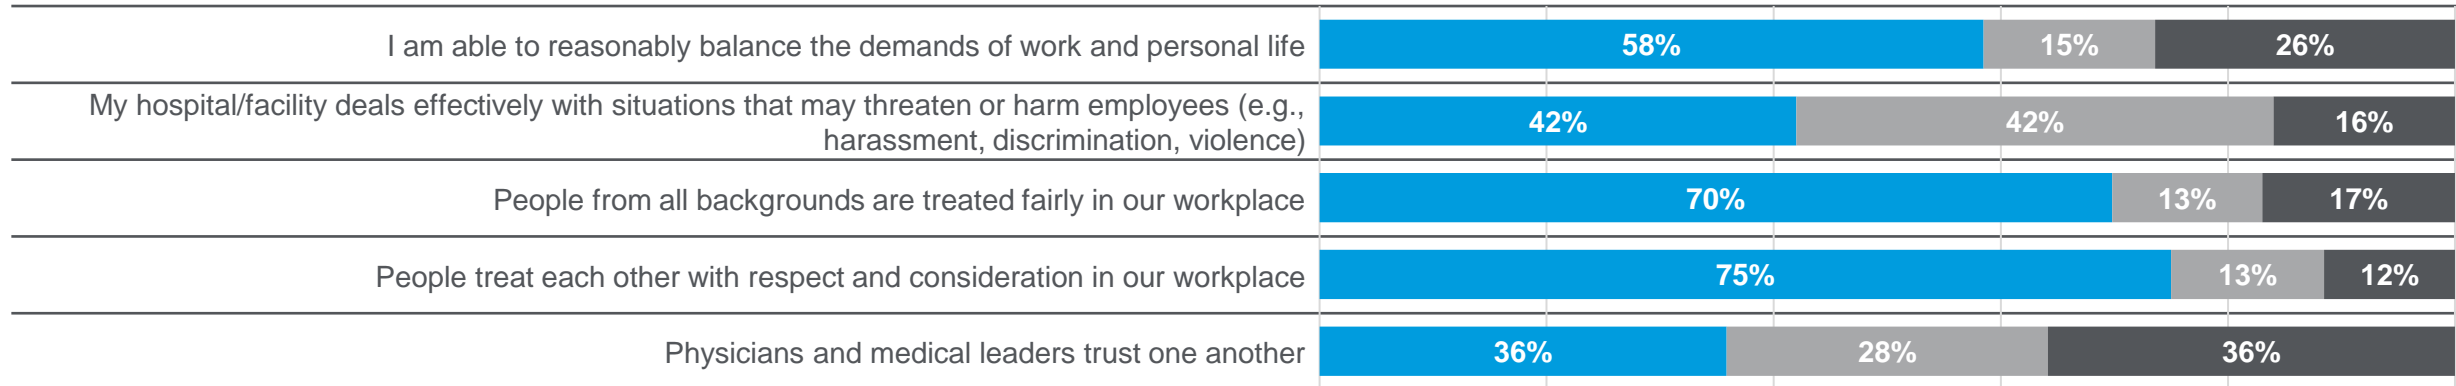 I am able to reasonably balance the demands of work and personal life 58% 15% 26%
My hospital/facility deals effectively with situations that may threaten or harm employees (e.g.,
harassment, discrimination, violence) 42% 42% 16%
People from all backgrounds are treated fairly in our workplace 70% 13% 17%
People treat each other with respect and consideration in our workplace 75% 13% 12%
Physicians and medical leaders trust one another 36% 28% 36%